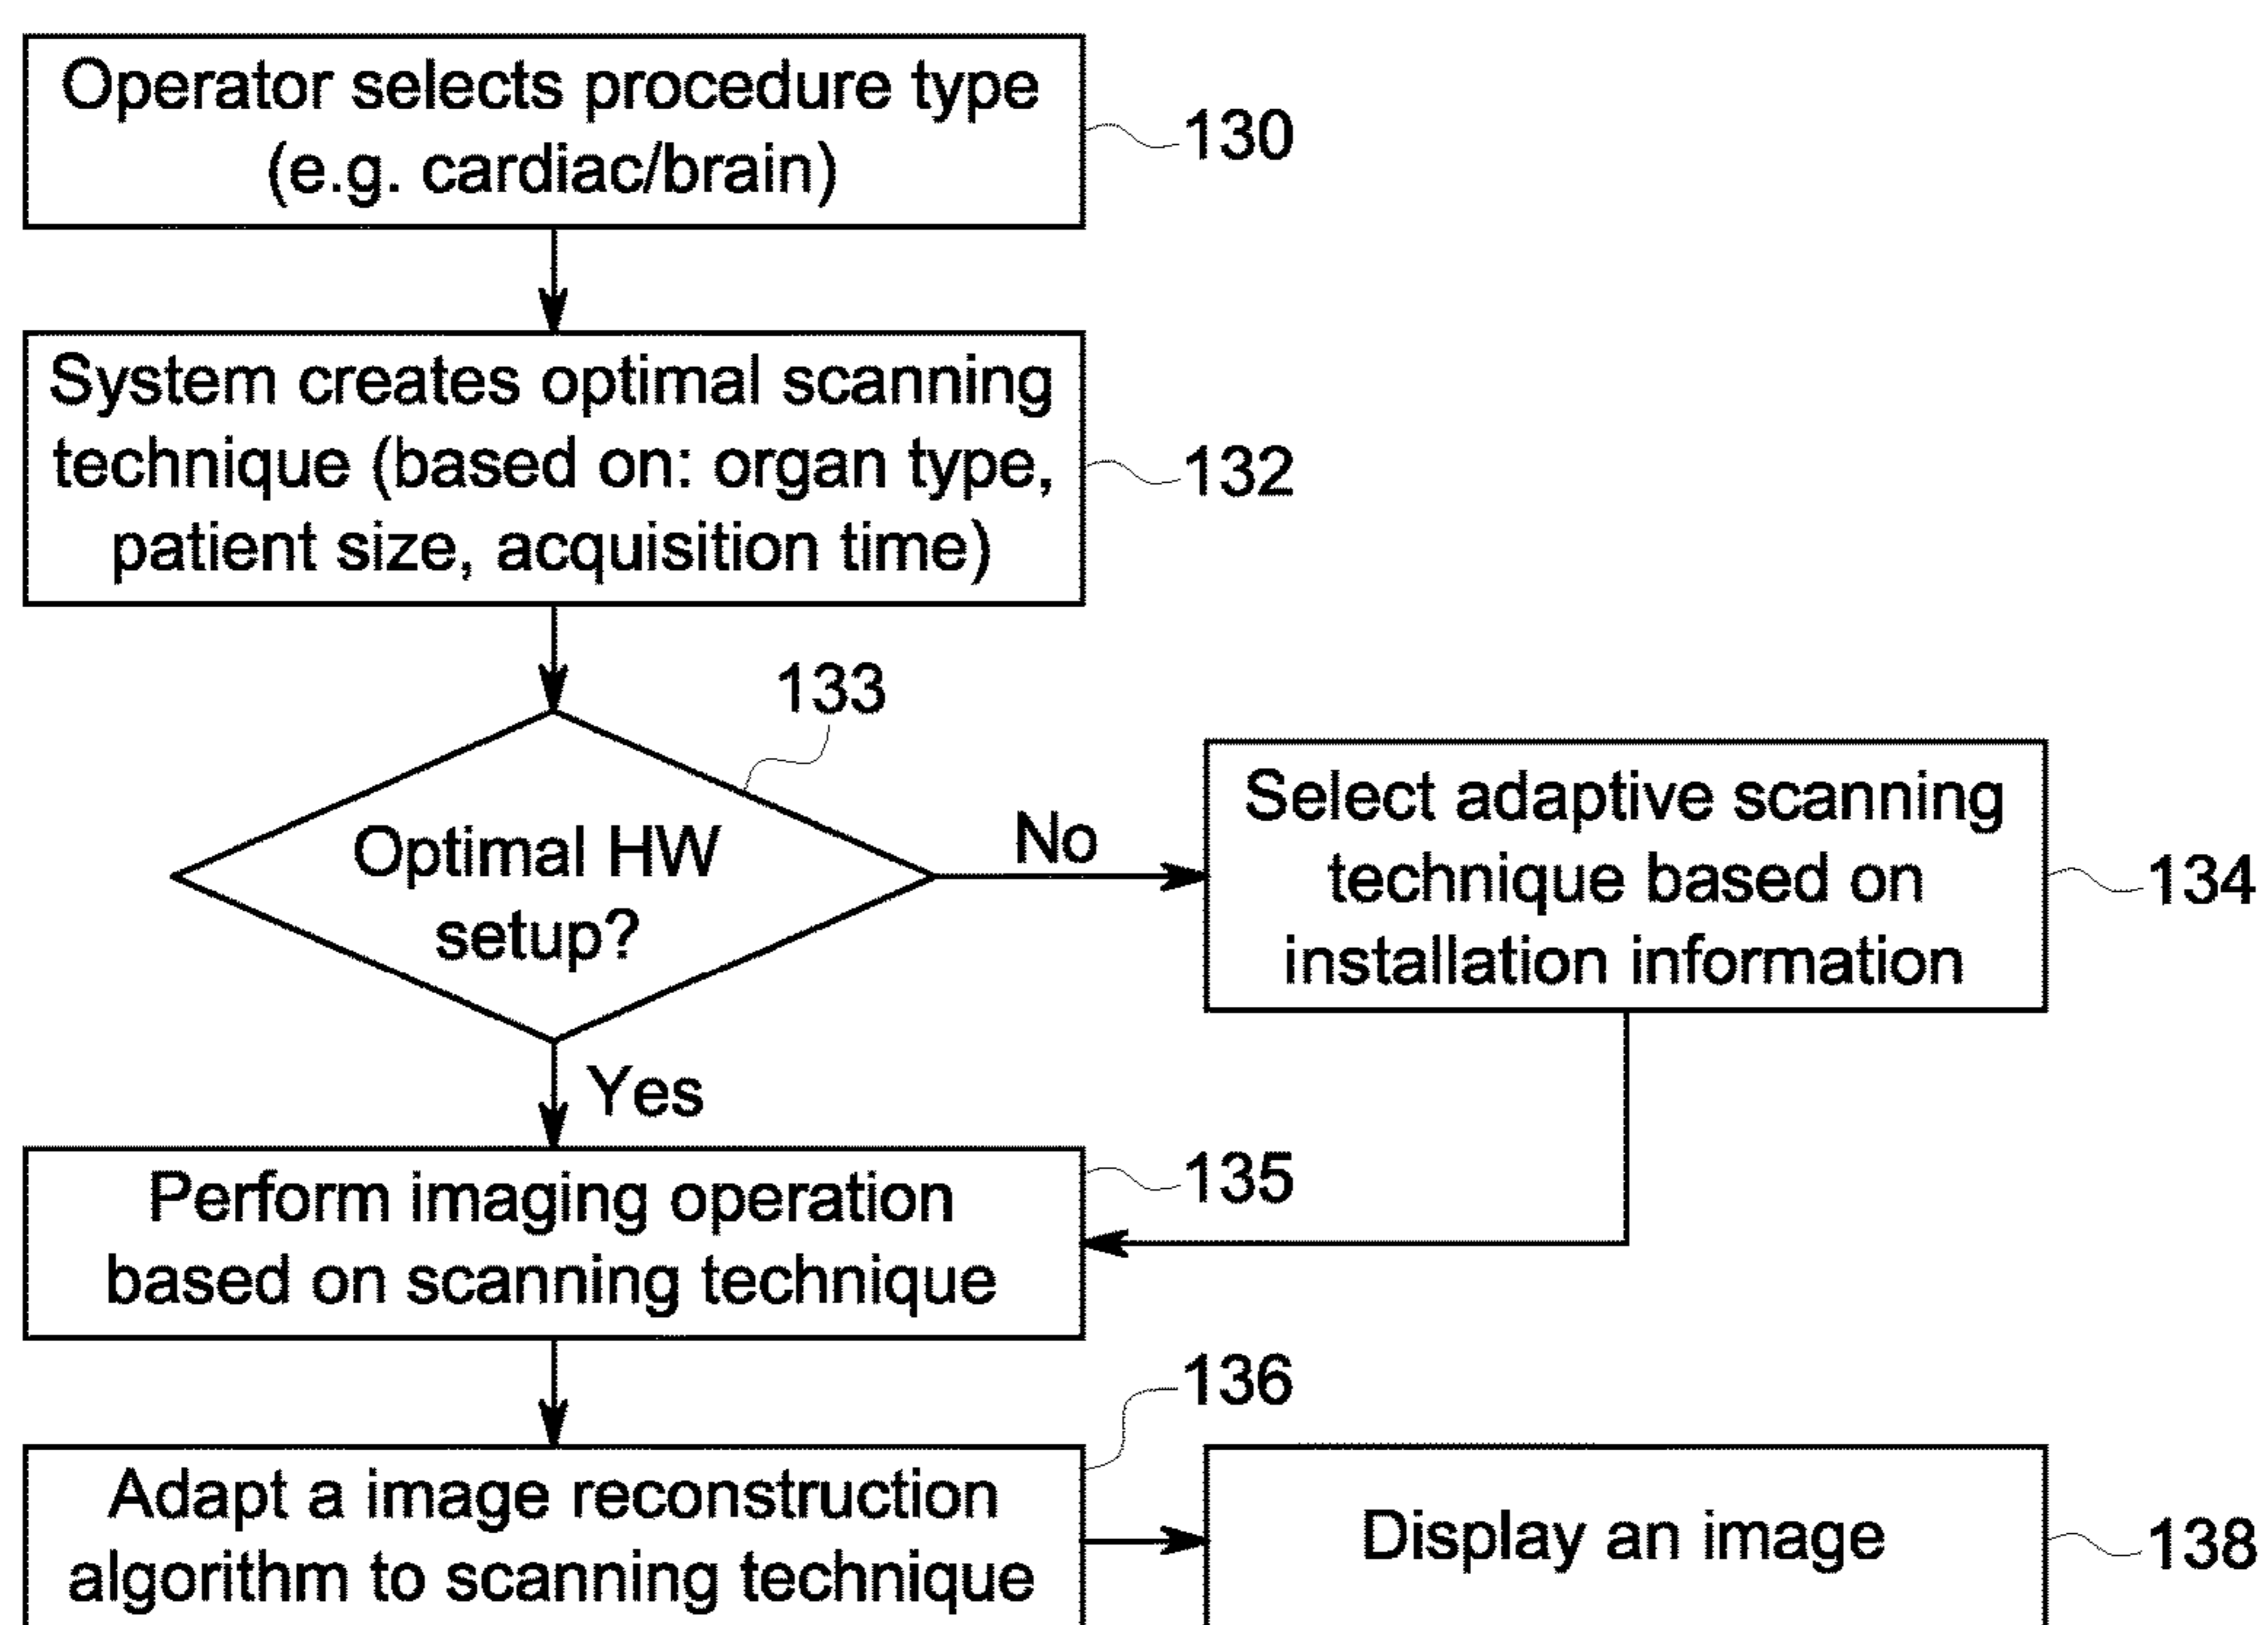 Operator selects procedure type
(e.g. cardiac/brain)
130
System creates optimal scanning
technique (based on: organ type,
patient size, acquisition time)
132
133
Optimal HW
setup?
No
Select adaptive scanning
technique based on
installation information
134
Yes
Perform imaging operation
based on scanning technique
135
136
Adapt a image reconstruction
algorithm to scanning technique
Display an image
138